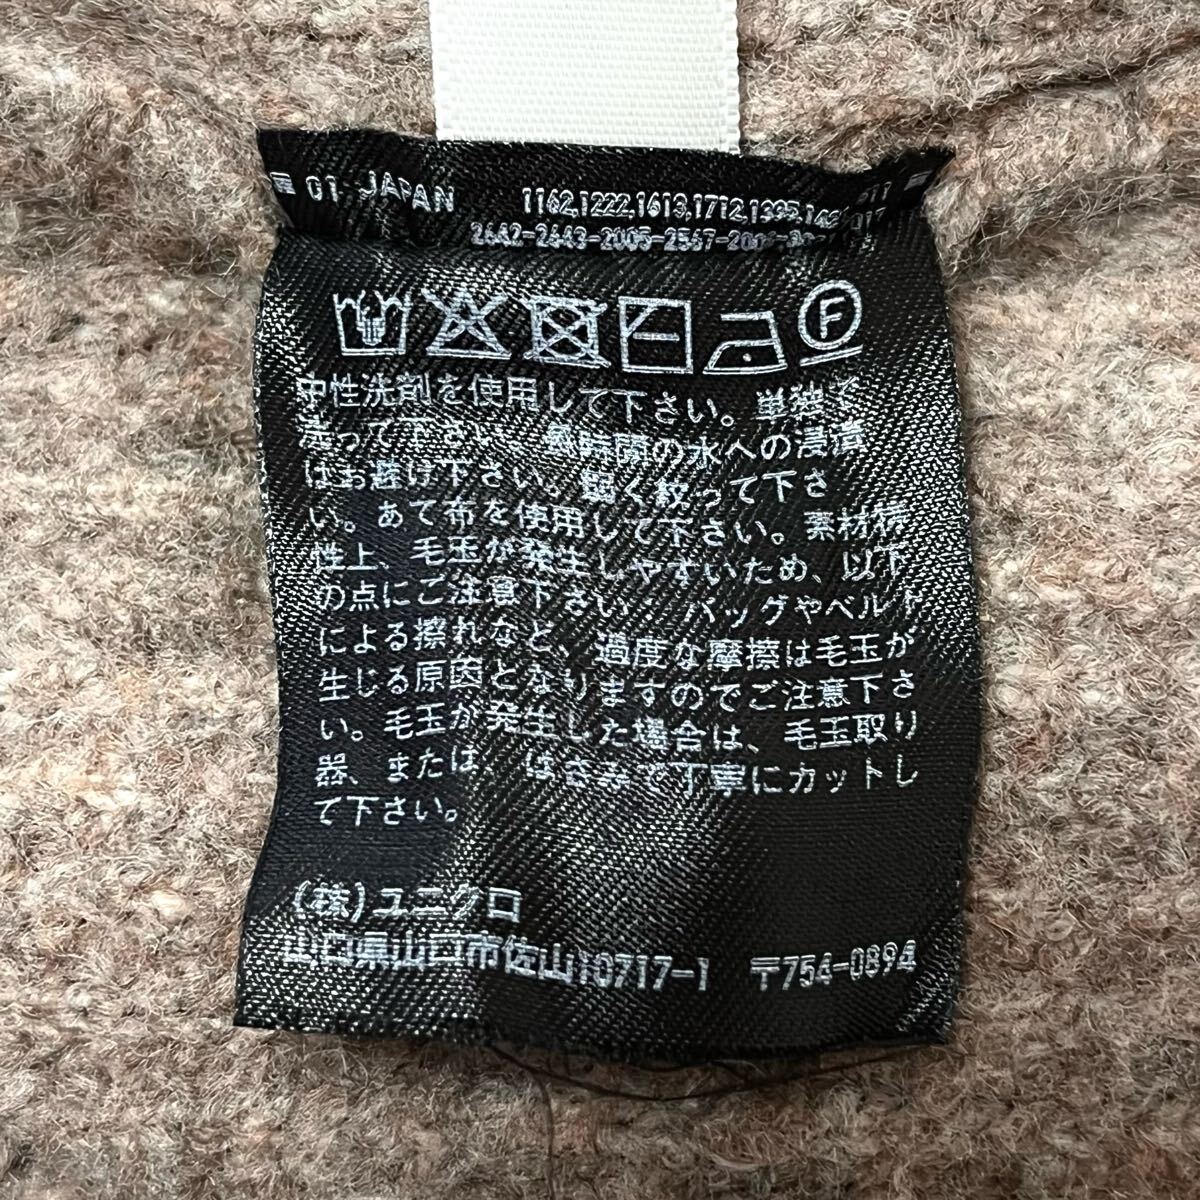 01 JAPAN
1162,1222,1613,1712,1395,
2642-2643-2005-2567-
F
中性洗剤を使用して下さい。単独で
洗って下さい。長時間の水への浸漬
はお避け下さい。弱く絞って下さ
い。あて布を使用して下さい。素材特
性上、毛玉が発生しやすいため、以下
の点にご注意下さい バッグやベルト
による擦れなど、過度な摩擦は毛玉が
生じる原因となりますのでご注意下さ
い。毛玉が発生した場合は、毛玉取り
器、または、はさみで丁寧にカットし
て下さい。
(株)ユニクロ
山口県山口市佐山10717-1 〒754-0894